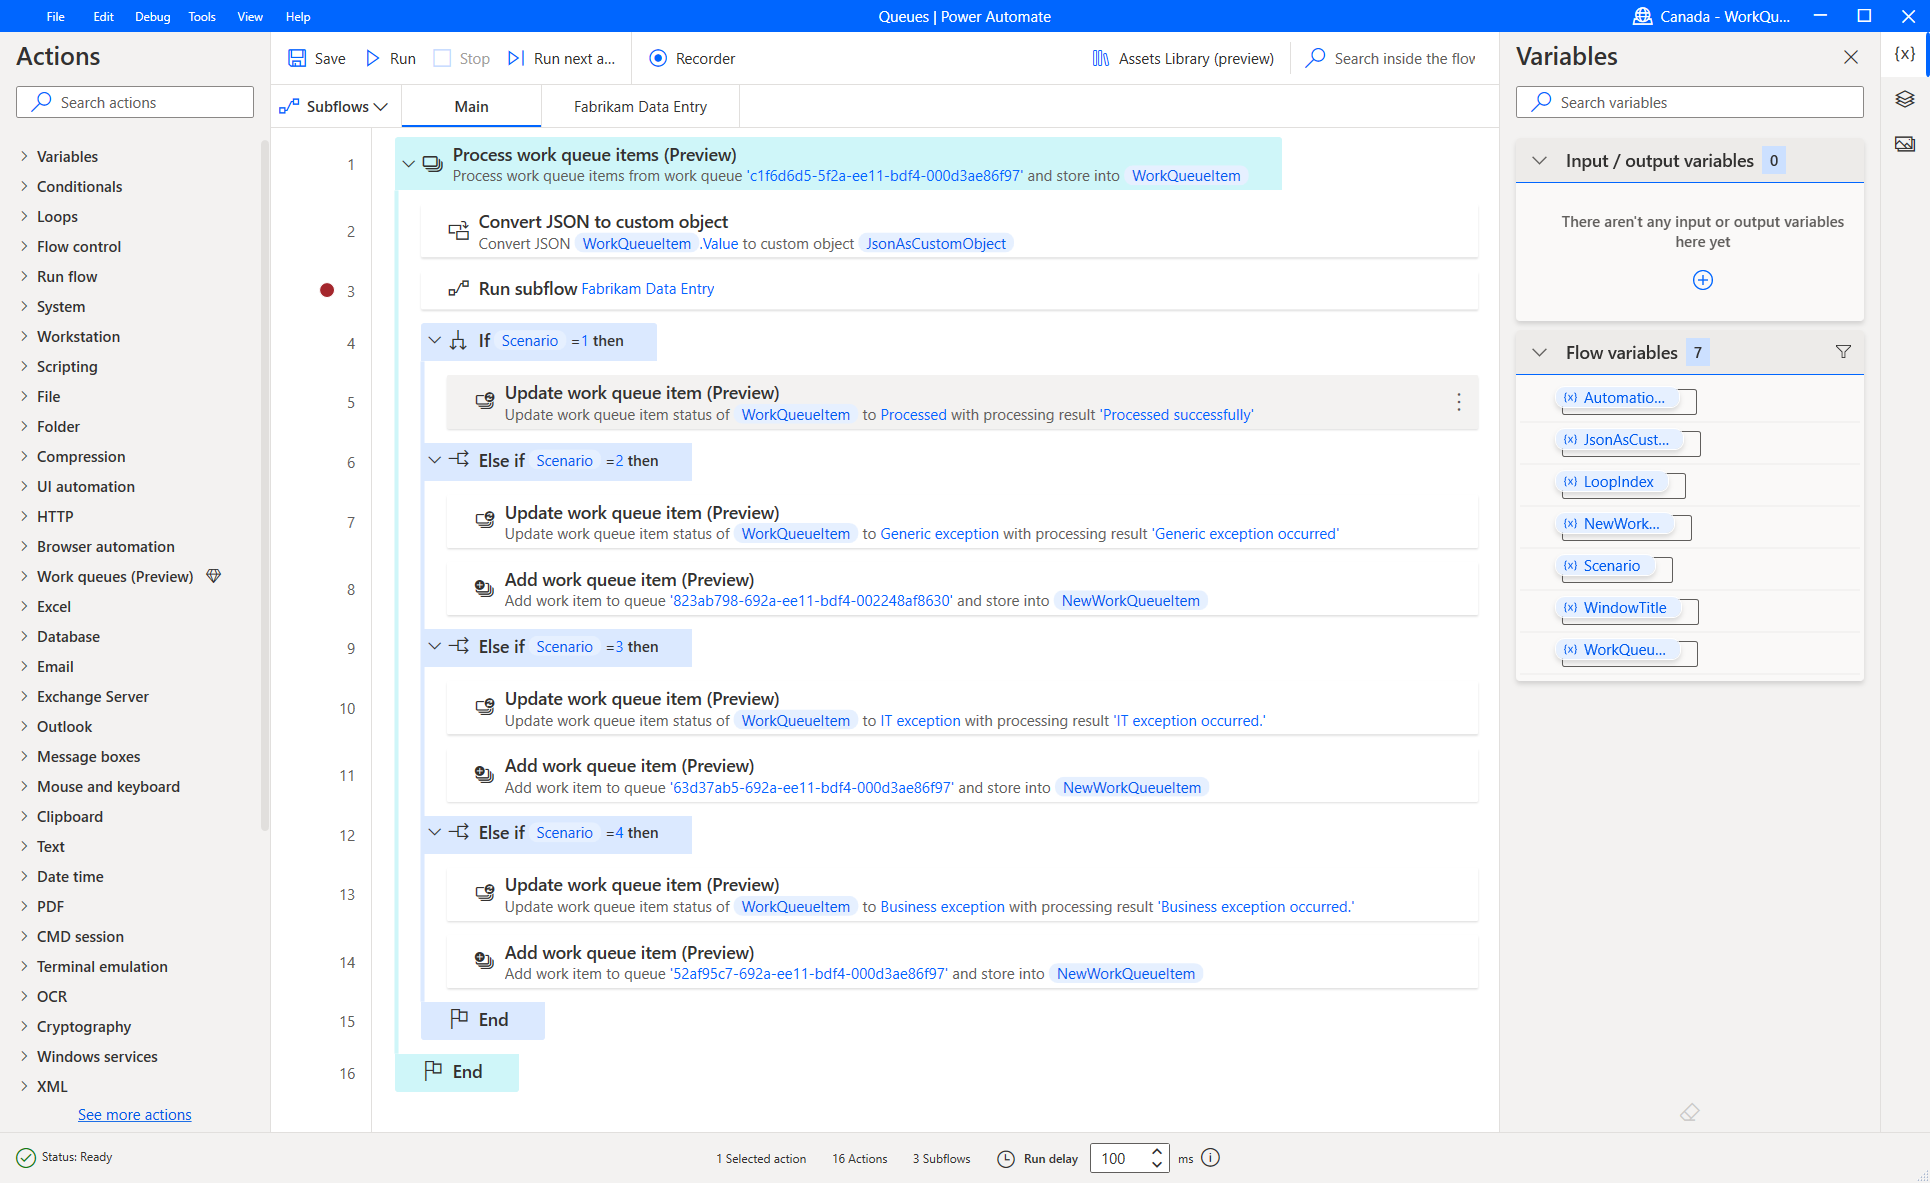 File Edit Debug Tools View Help
Queues | Power Automate
Canada - WorkQu...
Actions
Search actions
Variables
Conditionals
Loops
Flow control
Run flow
System
Workstation
Scripting
File
Folder
Compression
UI automation
HTTP
Browser automation
Work queues (Preview)
Excel
Database
Email
Exchange Server
Outlook
Message boxes
Mouse and keyboard
Clipboard
Text
Date time
PDF
CMD session
Terminal emulation
OCR
Cryptography
Windows services
XML
See more actions
Save Run Stop Run next a... Recorder
Assets Library (preview) Search inside the flow
Subflows Main Fabrikam Data Entry
1 Process work queue items (Preview)
Process work queue items from work queue 'c1f6d6d5-5f2a-ee11-bdf4-000d3ae86f97' and store into WorkQueueItem
2 Convert JSON to custom object
Convert JSON WorkQueueItem .Value to custom object JsonAsCustomObject
3 Run subflow Fabrikam Data Entry
4 If Scenario =1 then
5 Update work queue item (Preview)
Update work queue item status of WorkQueueItem to Processed with processing result 'Processed successfully'
6 Else if Scenario =2 then
7 Update work queue item (Preview)
Update work queue item status of WorkQueueItem to Generic exception with processing result 'Generic exception occurred'
8 Add work queue item (Preview)
Add work item to queue '823ab798-692a-ee11-bdf4-002248af8630' and store into NewWorkQueueItem
9 Else if Scenario =3 then
10 Update work queue item (Preview)
Update work queue item status of WorkQueueItem to IT exception with processing result 'IT exception occurred.'
11 Add work queue item (Preview)
Add work item to queue '63d37ab5-692a-ee11-bdf4-000d3ae86f97' and store into NewWorkQueueItem
12 Else if Scenario =4 then
13 Update work queue item (Preview)
Update work queue item status of WorkQueueItem to Business exception with processing result 'Business exception occurred.'
14 Add work queue item (Preview)
Add work item to queue '52af95c7-692a-ee11-bdf4-000d3ae86f97' and store into NewWorkQueueItem
15 End
16 End
Variables
{x}
Search variables
Input / output variables 0
There aren't any input or output variables
here yet
Flow variables 7
{x} Automatio...
{x} JsonAsCust...
{x} LoopIndex
{x} NewWork...
{x} Scenario
{x} WindowTitle
{x} WorkQueu...
Status: Ready
1 Selected action 16 Actions 3 Subflows Run delay 100 ms